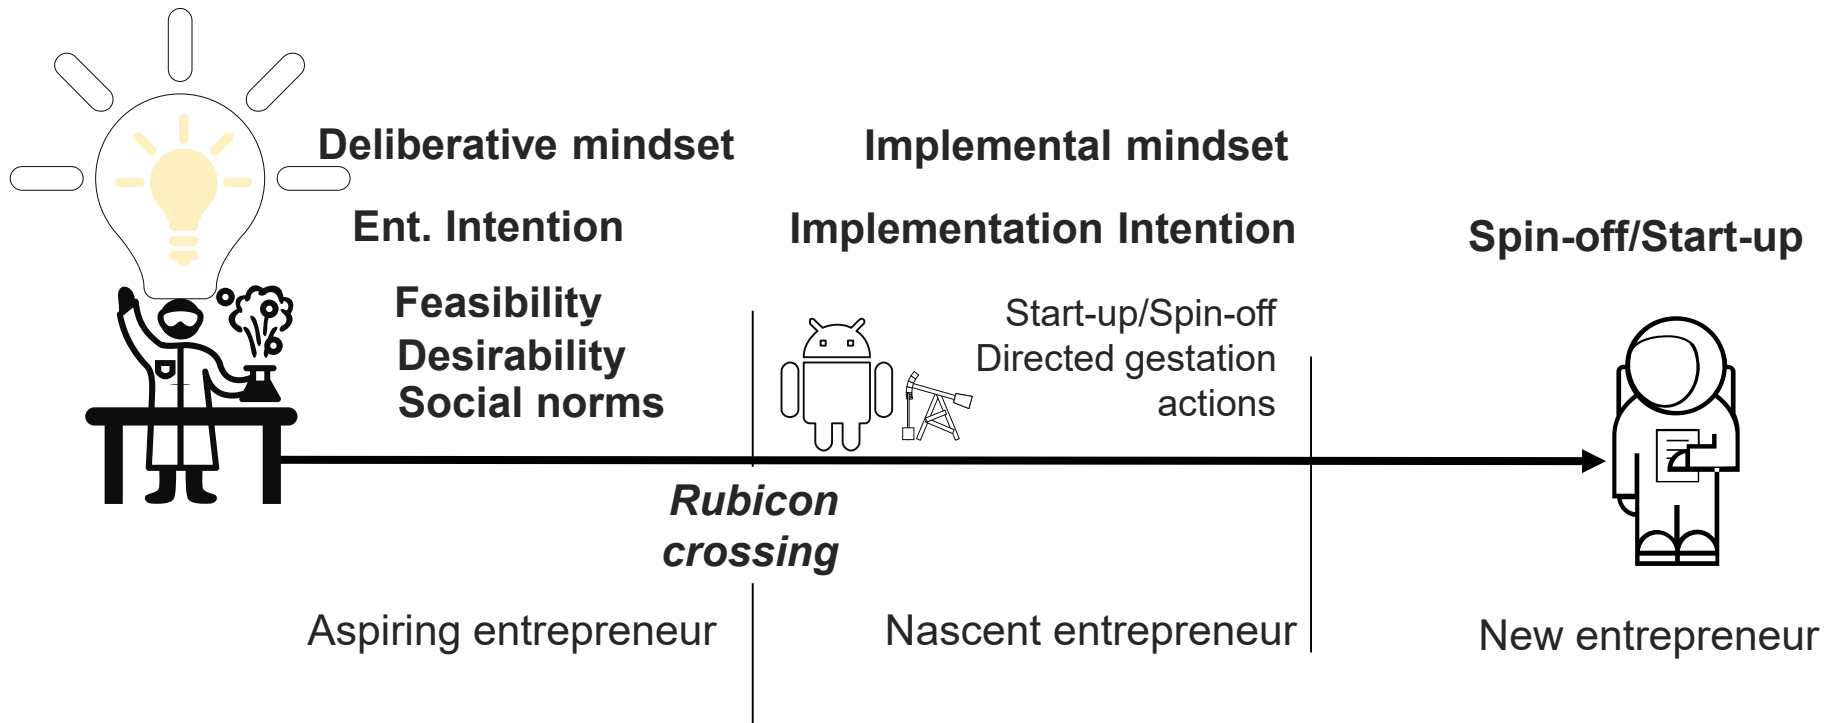 Deliberative mindset
Implemental mindset
Ent. Intention
Implementation Intention
Spin-off/Start-up
Feasibility
Desirability
Social norms
Start-up/Spin-off
Directed gestation
actions
Rubicon
crossing
Aspiring entrepreneur
Nascent entrepreneur
New entrepreneur